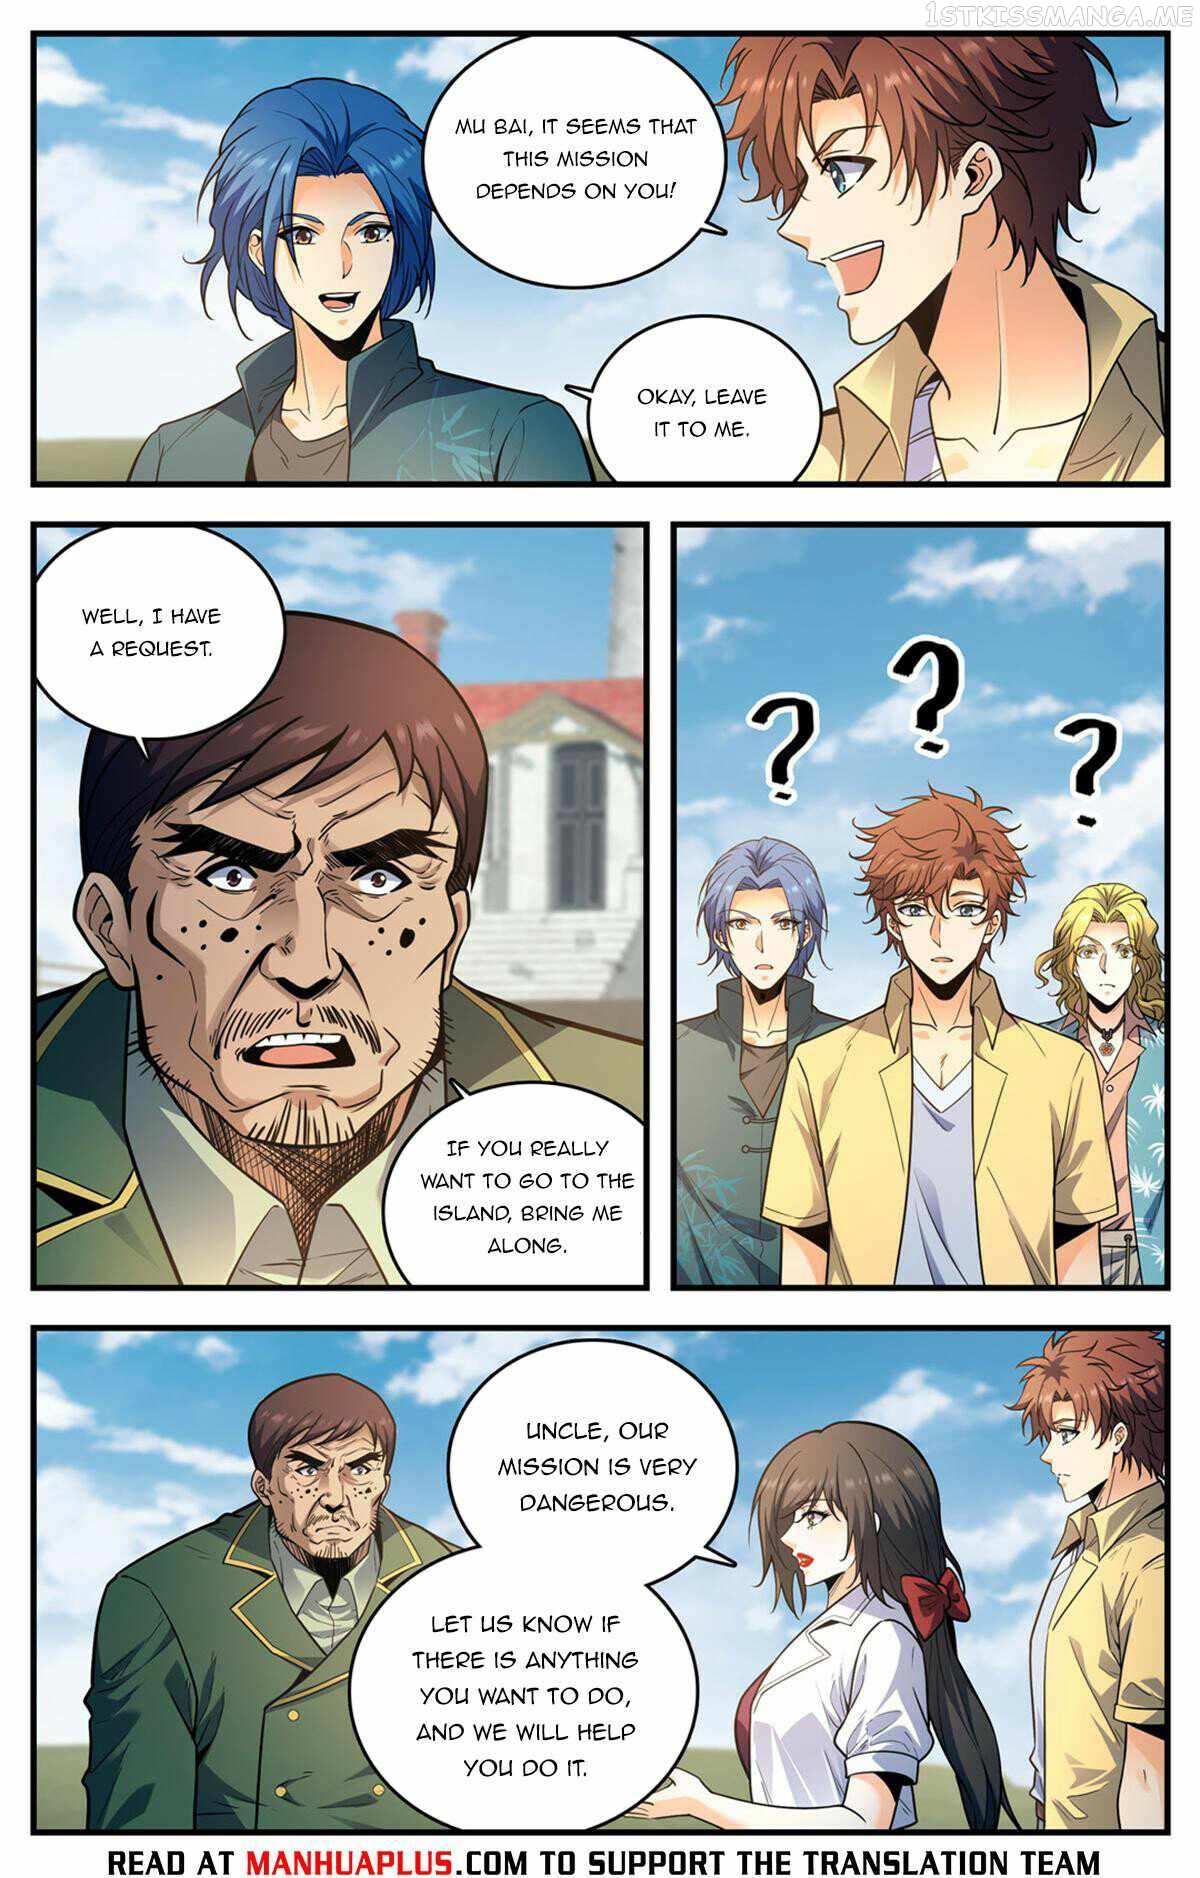 1STKISSMANGA.ME
MU BAI, IT SEEMS THAT
THIS MISSION
DEPENDS ON YOU!
OKAY, LEAVE
IT TO ME.
WELL, I HAVE
A REQUEST.
IF YOU REALLY
WANT TO GO TO THE
ISLAND, BRING ME
ALONG.
? ? ?
UNCLE, OUR
MISSION IS VERY
DANGEROUS.
LET US KNOW IF
THERE IS ANYTHING
YOU WANT TO DO,
AND WE WILL HELP
YOU DO IT.
READ AT MANHUAPLUS.COM TO SUPPORT THE TRANSLATION TEAM